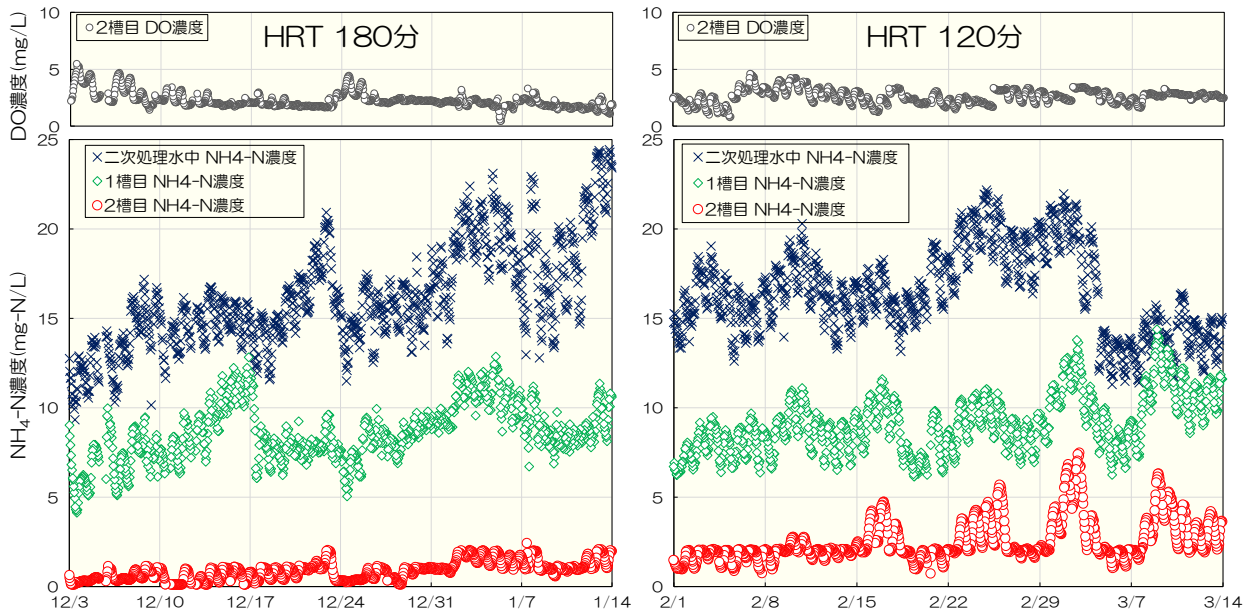 HRT 180分
○2槽目 DO濃度
DO濃度(mg/L)
10
5
0
×二次処理水中 NH4-N濃度
◇1槽目 NH4-N濃度
○2槽目 NH4-N濃度
NH₄-N濃度(mg-N/L)
25
20
15
10
5
0
12/3 12/10 12/17 12/24 12/31 1/7 1/14
HRT 120分
○2槽目 DO濃度
10
5
0
×二次処理水中 NH4-N濃度
◇1槽目 NH4-N濃度
○2槽目 NH4-N濃度
2/1 2/8 2/15 2/22 2/29 3/7 3/14